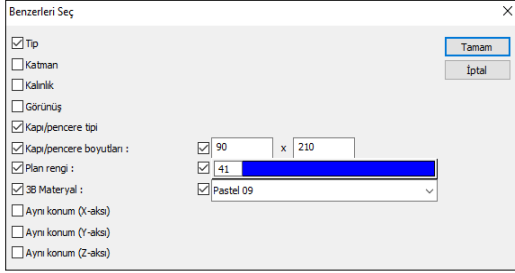 Benzerleri Seç
Tip
Tamam
Katman
İptal
Kalınlık
Görünüş
Kapı/pencere tipi
Kapı/pencere boyutları : 90 x 210
Plan rengi : 41
3B Materyal : Pastel 09
Aynı konum (X-aksı)
Aynı konum (Y-aksı)
Aynı konum (Z-aksı)